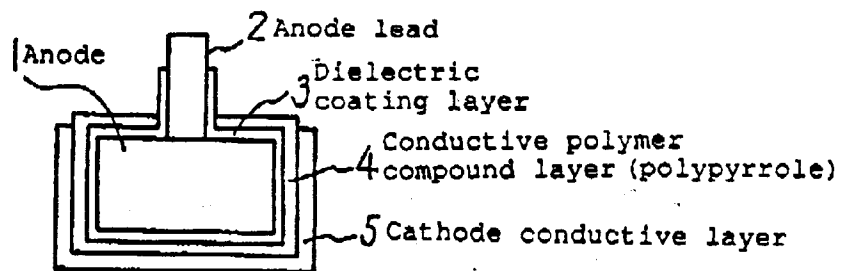 2 Anode lead
1 Anode
3 Dielectric
coating layer
4 Conductive polymer
compound layer (polypyrrole)
5 Cathode conductive layer